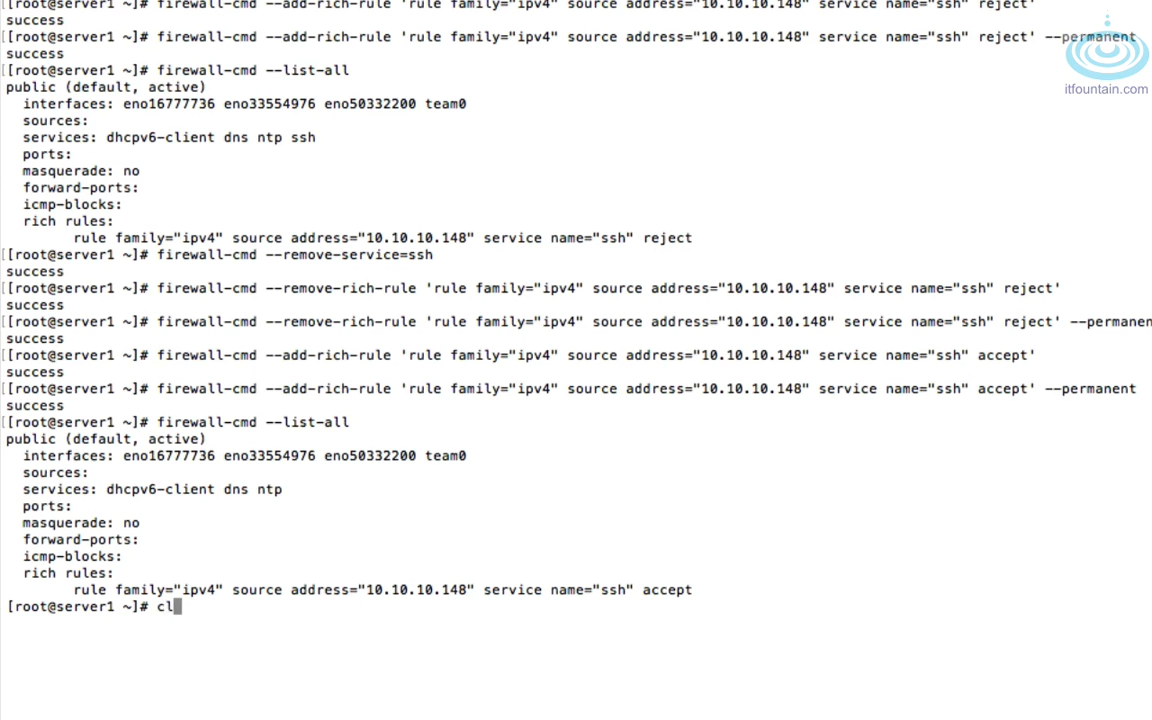 [[root@server1 ~]# firewall-cmd --add-rich-rule 'rule family="ipv4" source address="10.10.10.148" service name="ssh" reject'
success
[[root@server1 ~]# firewall-cmd --add-rich-rule 'rule family="ipv4" source address="10.10.10.148" service name="ssh" reject' --permanent
success
[[root@server1 ~]# firewall-cmd --list-all
public (default, active)
  interfaces: eno16777736 eno33554976 eno50332200 team0
  sources:
  services: dhcpv6-client dns ntp ssh
  ports:
  masquerade: no
  forward-ports:
  icmp-blocks:
  rich rules:
        rule family="ipv4" source address="10.10.10.148" service name="ssh" reject
[[root@server1 ~]# firewall-cmd --remove-service=ssh
success
[[root@server1 ~]# firewall-cmd --remove-rich-rule 'rule family="ipv4" source address="10.10.10.148" service name="ssh" reject'
success
[[root@server1 ~]# firewall-cmd --remove-rich-rule 'rule family="ipv4" source address="10.10.10.148" service name="ssh" reject' --permanen
success
[[root@server1 ~]# firewall-cmd --add-rich-rule 'rule family="ipv4" source address="10.10.10.148" service name="ssh" accept'
success
[[root@server1 ~]# firewall-cmd --add-rich-rule 'rule family="ipv4" source address="10.10.10.148" service name="ssh" accept' --permanent
success
[[root@server1 ~]# firewall-cmd --list-all
public (default, active)
  interfaces: eno16777736 eno33554976 eno50332200 team0
  sources:
  services: dhcpv6-client dns ntp
  ports:
  masquerade: no
  forward-ports:
  icmp-blocks:
  rich rules:
        rule family="ipv4" source address="10.10.10.148" service name="ssh" accept
[root@server1 ~]# cl
itfountain.com